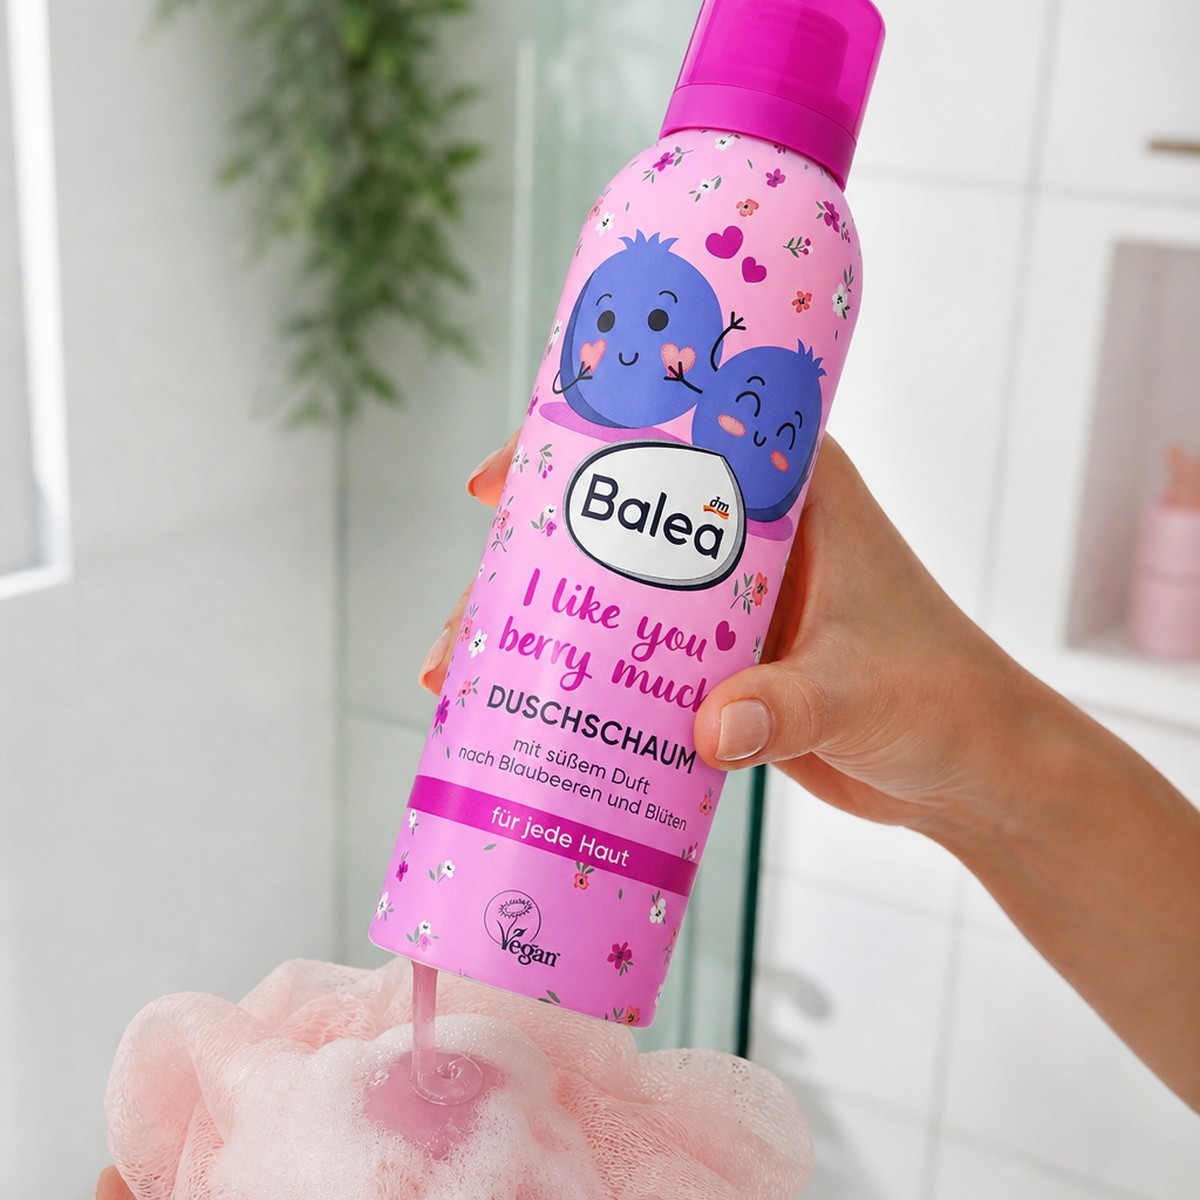 Balea
dm
I like you
berry much
DUSCHSCHAUM
mit süßem Duft
nach Blaubeeren und Blüten
für jede Haut
Vegan